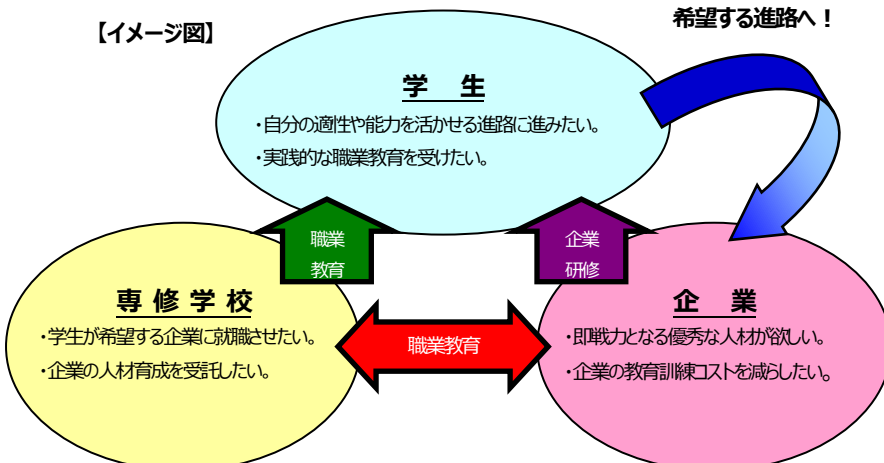 【イメージ図】
希望する進路へ！
学　生
・自分の適性や能力を活かせる進路に進みたい。
・実践的な職業教育を受けたい。
職業
教育
企業
研修
専修学校
・学生が希望する企業に就職させたい。
・企業の人材育成を受託したい。
職業教育
企　業
・即戦力となる優秀な人材が欲しい。
・企業の教育訓練コストを減らしたい。